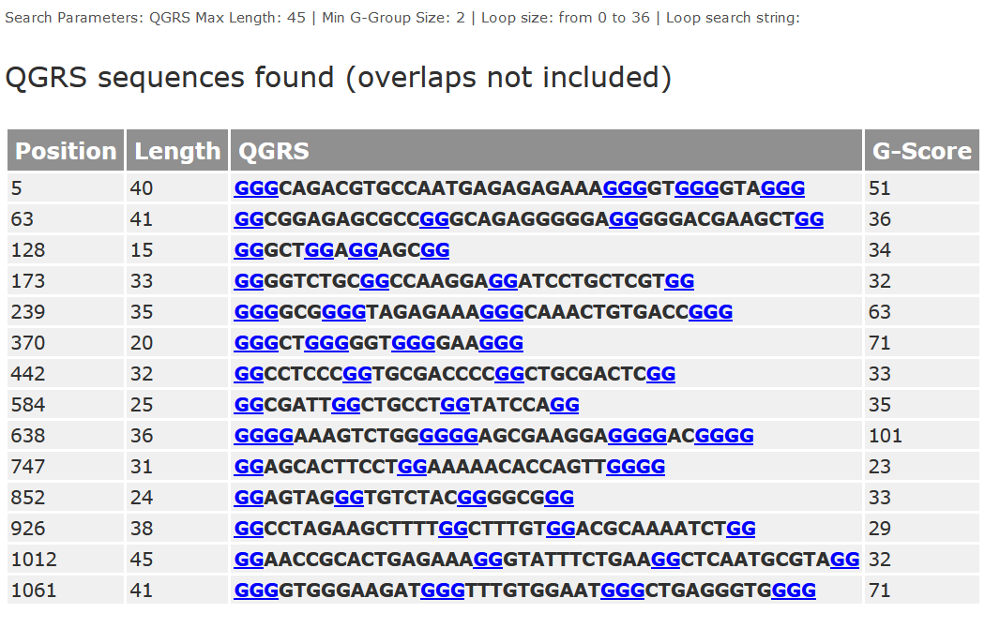 Search Parameters: QGRS Max Length: 45 | Min G-Group Size: 2 | Loop size: from 0 to 36 | Loop search string:
QGRS sequences found (overlaps not included)
Position Length QGRS G-Score
5 40 GGGCAGACGTGCCAATGAGAGAGAAAGGGGTGGGGTAGGG 51
63 41 GGCGGAGAGCGCCGGGCAGAGGGGGAGGGGGACGAAGCTGG 36
128 15 GGGCTGGAGGAGCGG 34
173 33 GGGGTCTGCGGCCAAGGAGGATCCTGCTCGTGG 32
239 35 GGGGCGGGGTAGAGAAAGGGCAAACTGTGACCGGG 63
370 20 GGGCTGGGGGTGGGGAAGGG 71
442 32 GGCCTCCCGGTGCGACCCCGGCTGCGACTCGG 33
584 25 GGCGATTGGCTGCCTGGTATCCAGG 35
638 36 GGGGAAAGTCTGGGGGGAGCGAAGGAGGGGACGGGG 101
747 31 GGAGCACTTCCTGGAAAAACACCAGTTGGGG 23
852 24 GGAGTAGGGTGTCTACGGGGCGGG 33
926 38 GGCCTAGAAGCTTTTGGCTTTGTGGACGCAAAATCTGG 29
1012 45 GGAACCGCACTGAGAAAGGGTATTTCTGAAGGCTCAATGCGTAGG 32
1061 41 GGGGTGGGAAGATGGGTTTGTGGAATGGGCTGAGGGTGGGG 71